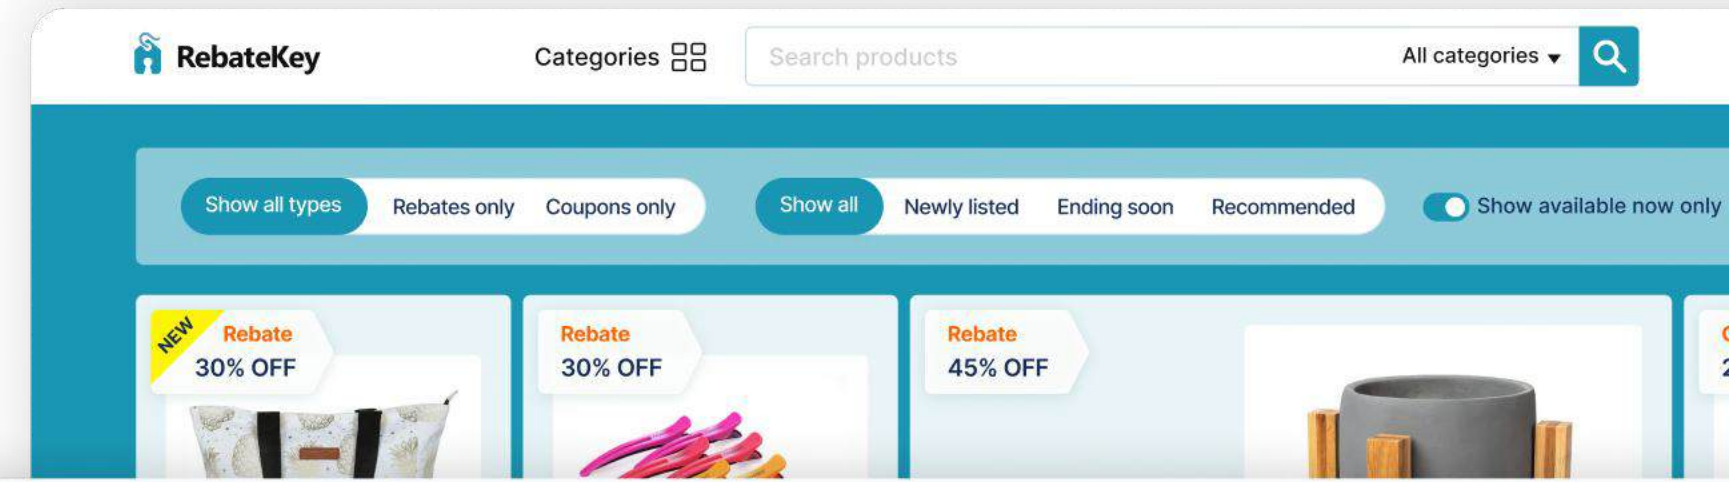 RebateKey
Categories
Search products
All categories
Show all types
Rebates only
Coupons only
Show all
Newly listed
Ending soon
Recommended
Show available now only
NEW
Rebate
30% OFF
Rebate
30% OFF
Rebate
45% OFF